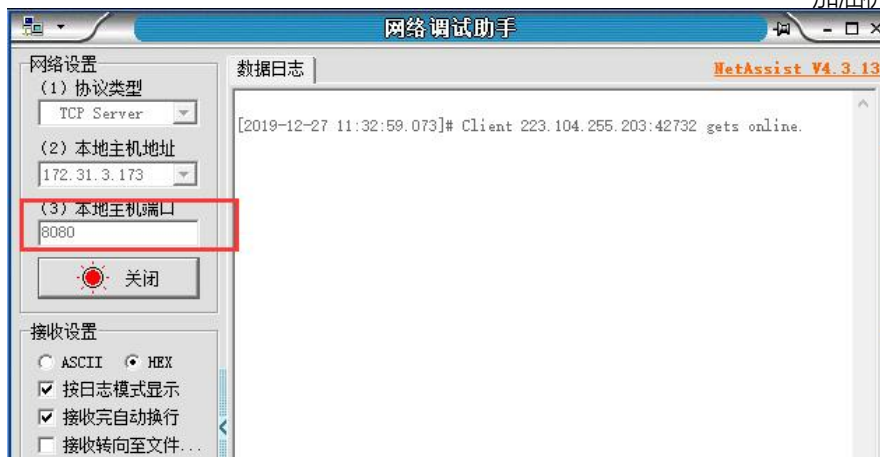 网络调试助手
网络设置
(1) 协议类型
TCP Server
(2) 本地主机地址
172.31.3.173
(3) 本地主机端口
8080
关闭
接收设置
ASCII HEX
按日志模式显示
接收完自动换行
接收转向至文件...
数据日志
NetAssist V4.3.13
[2019-12-27 11:32:59.073]# Client 223.104.255.203:42732 gets online.